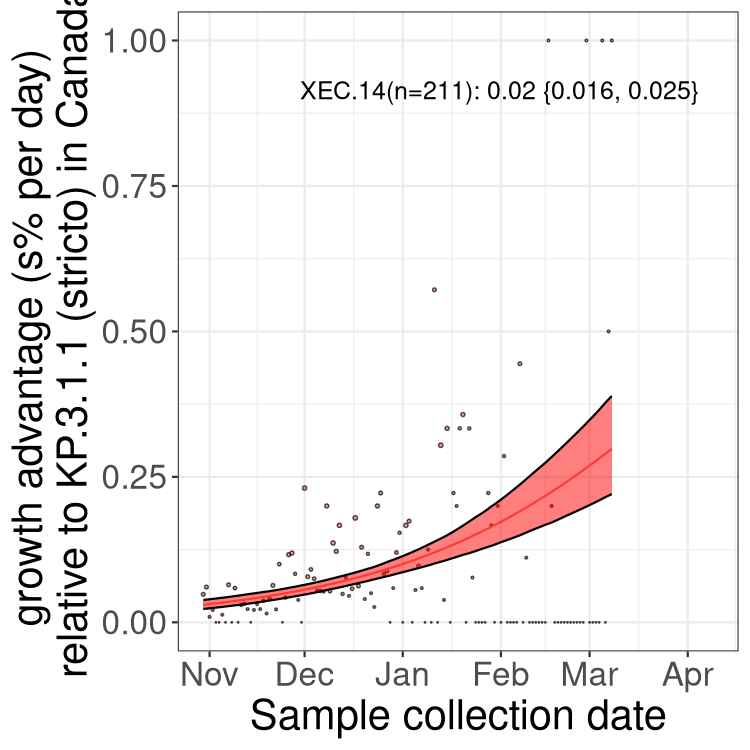 growth advantage (s% per day)
relative to KP.3.1.1 (stricto) in Canada
1.00
0.75
0.50
0.25
0.00
XEC.14(n=211): 0.02 {0.016, 0.025}
Nov Dec Jan Feb Mar Apr
Sample collection date